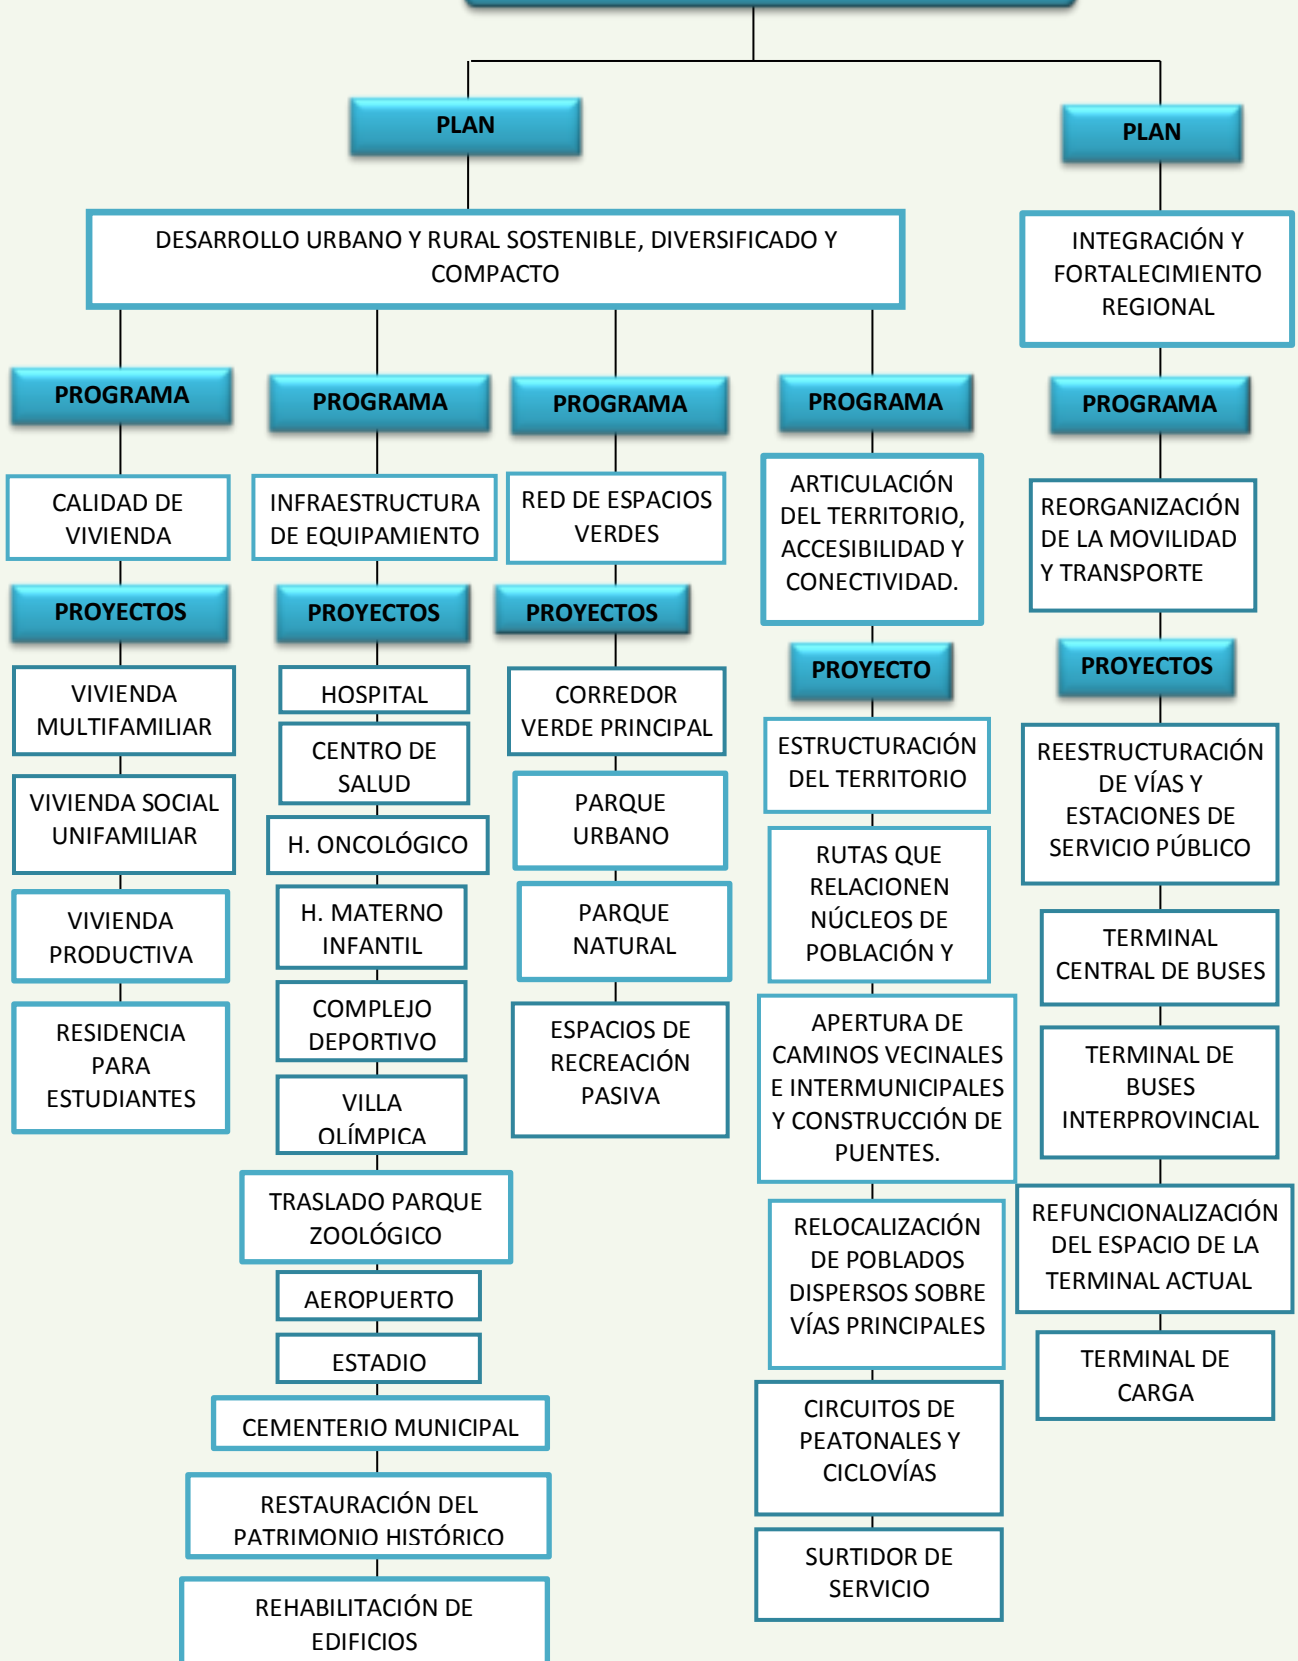 PLAN
DESARROLLO URBANO Y RURAL SOSTENIBLE, DIVERSIFICADO Y
COMPACTO
PROGRAMA
CALIDAD DE
VIVIENDA
PROYECTOS
VIVIENDA
MULTIFAMILIAR
VIVIENDA SOCIAL
UNIFAMILIAR
VIVIENDA
PRODUCTIVA
RESIDENCIA
PARA
ESTUDIANTES
PROGRAMA
INFRAESTRUCTURA
DE EQUIPAMIENTO
PROYECTOS
HOSPITAL
CENTRO DE
SALUD
H. ONCOLÓGICO
H. MATERNO
INFANTIL
COMPLEJO
DEPORTIVO
VILLA
OLÍMPICA
TRASLADO PARQUE
ZOOLÓGICO
AEROPUERTO
ESTADIO
CEMENTERIO MUNICIPAL
RESTAURACIÓN DEL
PATRIMONIO HISTÓRICO
REHABILITACIÓN DE
EDIFICIOS
PROGRAMA
RED DE ESPACIOS
VERDES
PROYECTOS
CORREDOR
VERDE PRINCIPAL
PARQUE
URBANO
PARQUE
NATURAL
ESPACIOS DE
RECREACIÓN
PASIVA
PROGRAMA
ARTICULACIÓN
DEL TERRITORIO,
ACCESIBILIDAD Y
CONECTIVIDAD.
PROYECTO
ESTRUCTURACIÓN
DEL TERRITORIO
RUTAS QUE
RELACIONEN
NÚCLEOS DE
POBLACIÓN Y
APERTURA DE
CAMINOS VECINALES
E INTERMUNICIPALES
Y CONSTRUCCIÓN DE
PUENTES.
RELOCALIZACIÓN
DE POBLADOS
DISPERSOS SOBRE
VÍAS PRINCIPALES
CIRCUITOS DE
PEATONALES Y
CICLOVÍAS
SURTIDOR DE
SERVICIO
PLAN
INTEGRACIÓN Y
FORTALECIMIENTO
REGIONAL
PROGRAMA
REORGANIZACIÓN
DE LA MOVILIDAD
Y TRANSPORTE
PROYECTOS
REESTRUCTURACIÓN
DE VÍAS Y
ESTACIONES DE
SERVICIO PÚBLICO
TERMINAL
CENTRAL DE BUSES
TERMINAL DE
BUSES
INTERPROVINCIAL
REFUNCIONALIZACIÓN
DEL ESPACIO DE LA
TERMINAL ACTUAL
TERMINAL DE
CARGA